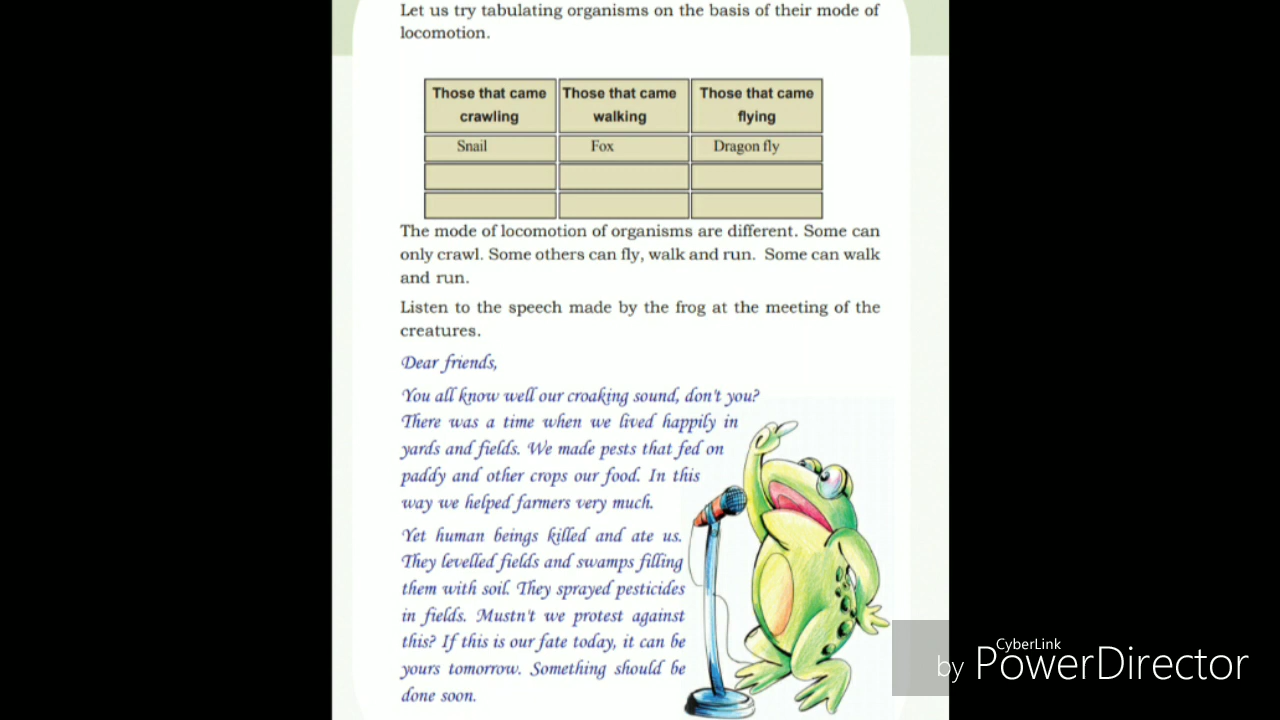 Let us try tabulating organisms on the basis of their mode of
locomotion.
Those that came crawling
Those that came walking
Those that came flying
Snail
Fox
Dragon fly
The mode of locomotion of organisms are different. Some can
only crawl. Some others can fly, walk and run. Some can walk
and run.
Listen to the speech made by the frog at the meeting of the
creatures.
Dear friends,
You all know well our croaking sound, don't you?
There was a time when we lived happily in
yards and fields. We made pests that fed on
paddy and other crops our food. In this
way we helped farmers very much.
Yet human beings killed and ate us.
They levelled fields and swamps filling
them with soil. They sprayed pesticides
in fields. Mustn't we protest against
this? If this is our fate today, it can be
yours tomorrow. Something should be
done soon.
CyberLink
by PowerDirector